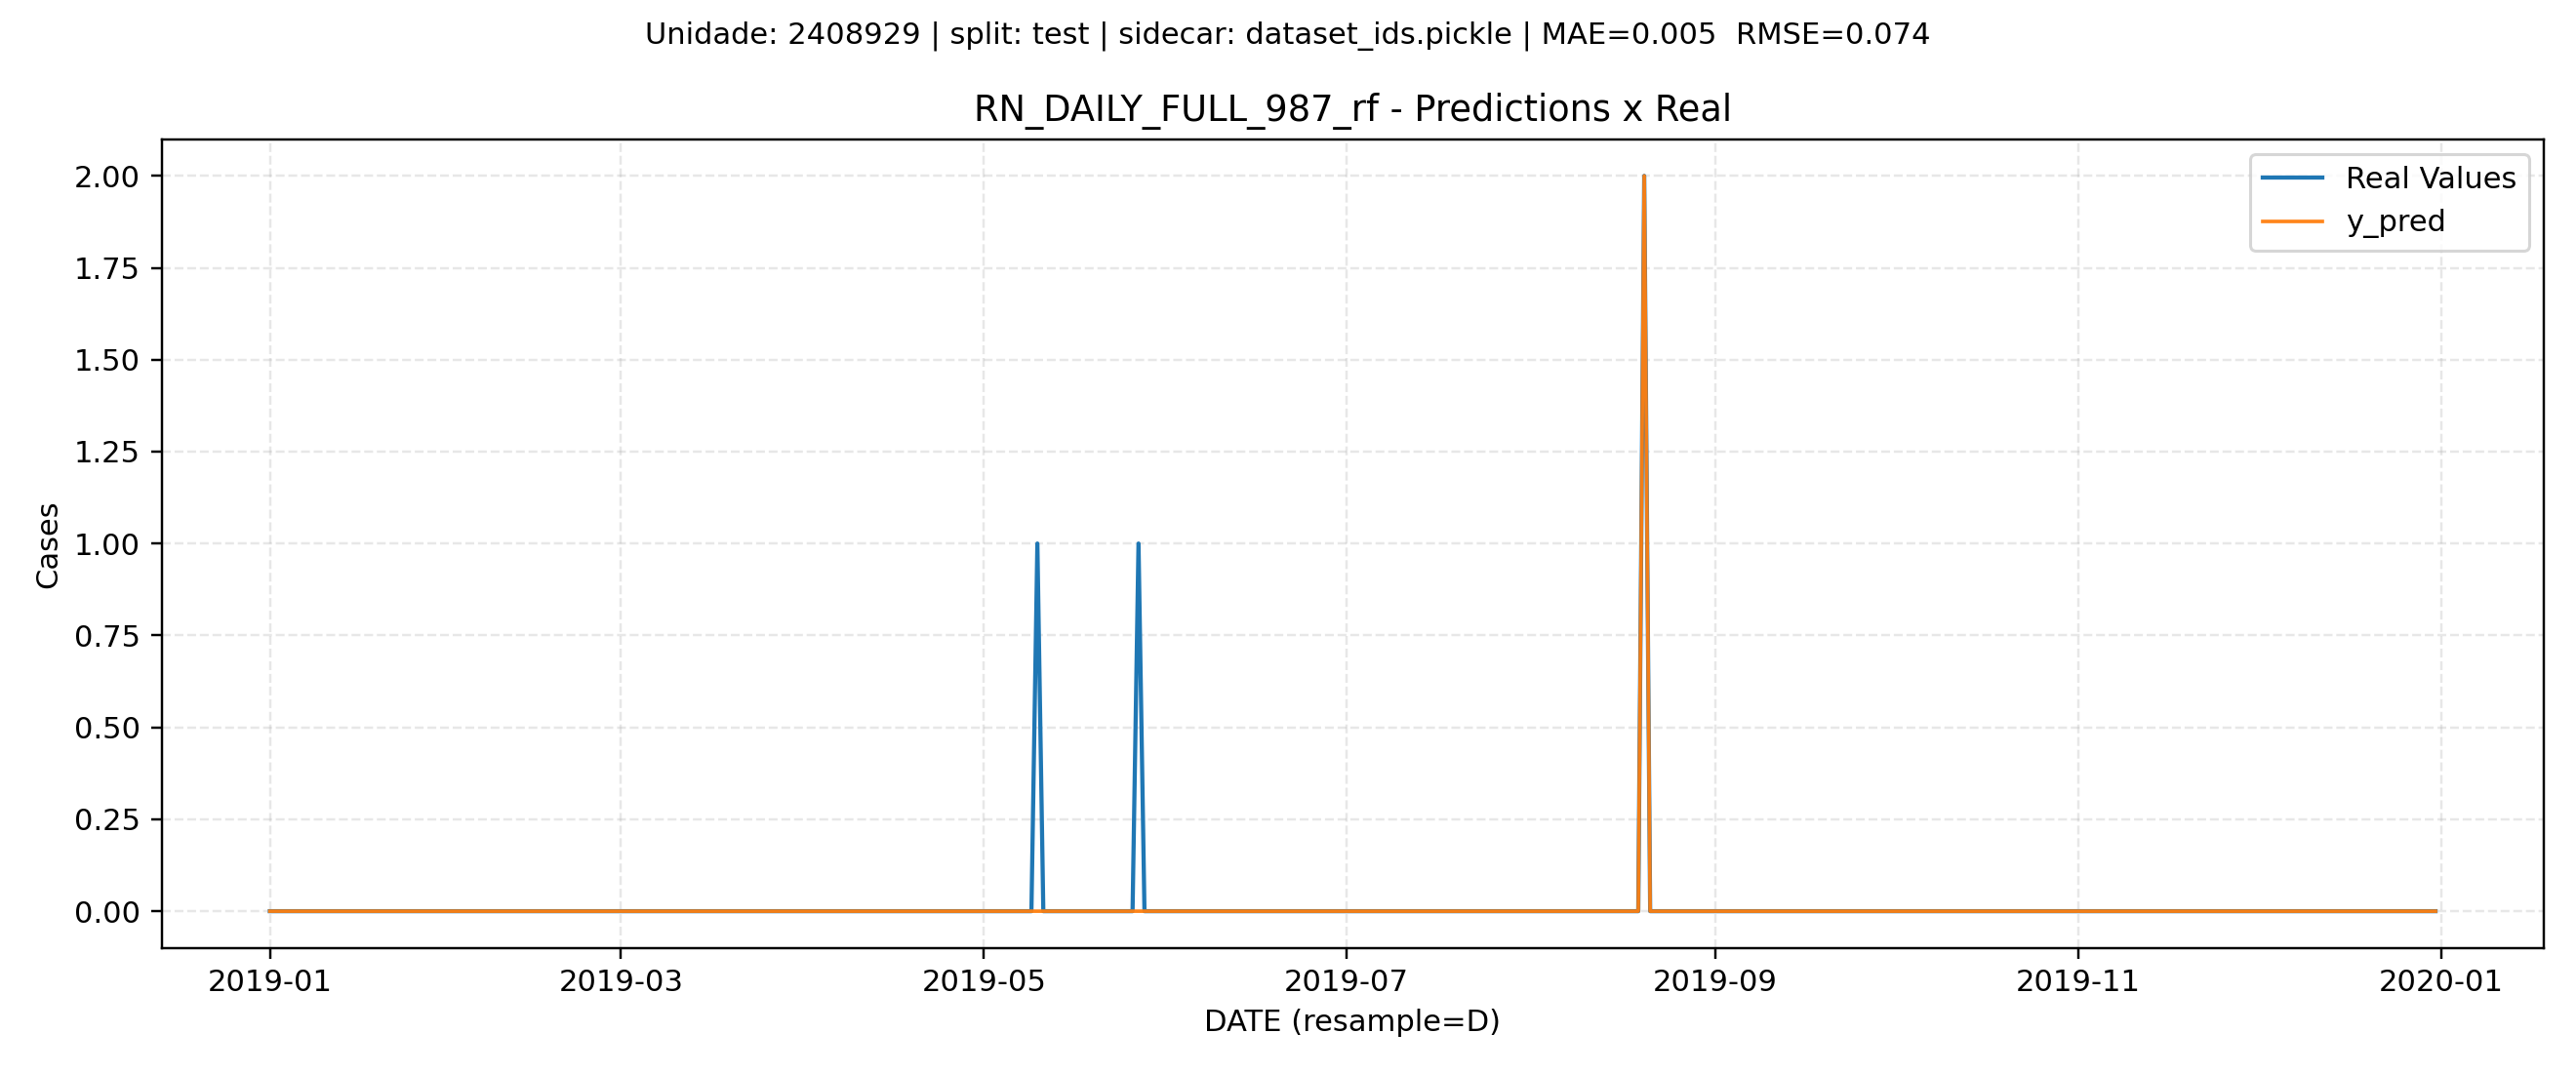 Unidade: 2408929 | split: test | sidecar: dataset_ids.pickle | MAE=0.005  RMSE=0.074
RN_DAILY_FULL_987_rf - Predictions x Real
Real Values
y_pred
2.00
1.75
1.50
1.25
1.00
0.75
0.50
0.25
0.00
Cases
2019-01
2019-03
2019-05
2019-07
2019-09
2019-11
2020-01
DATE (resample=D)